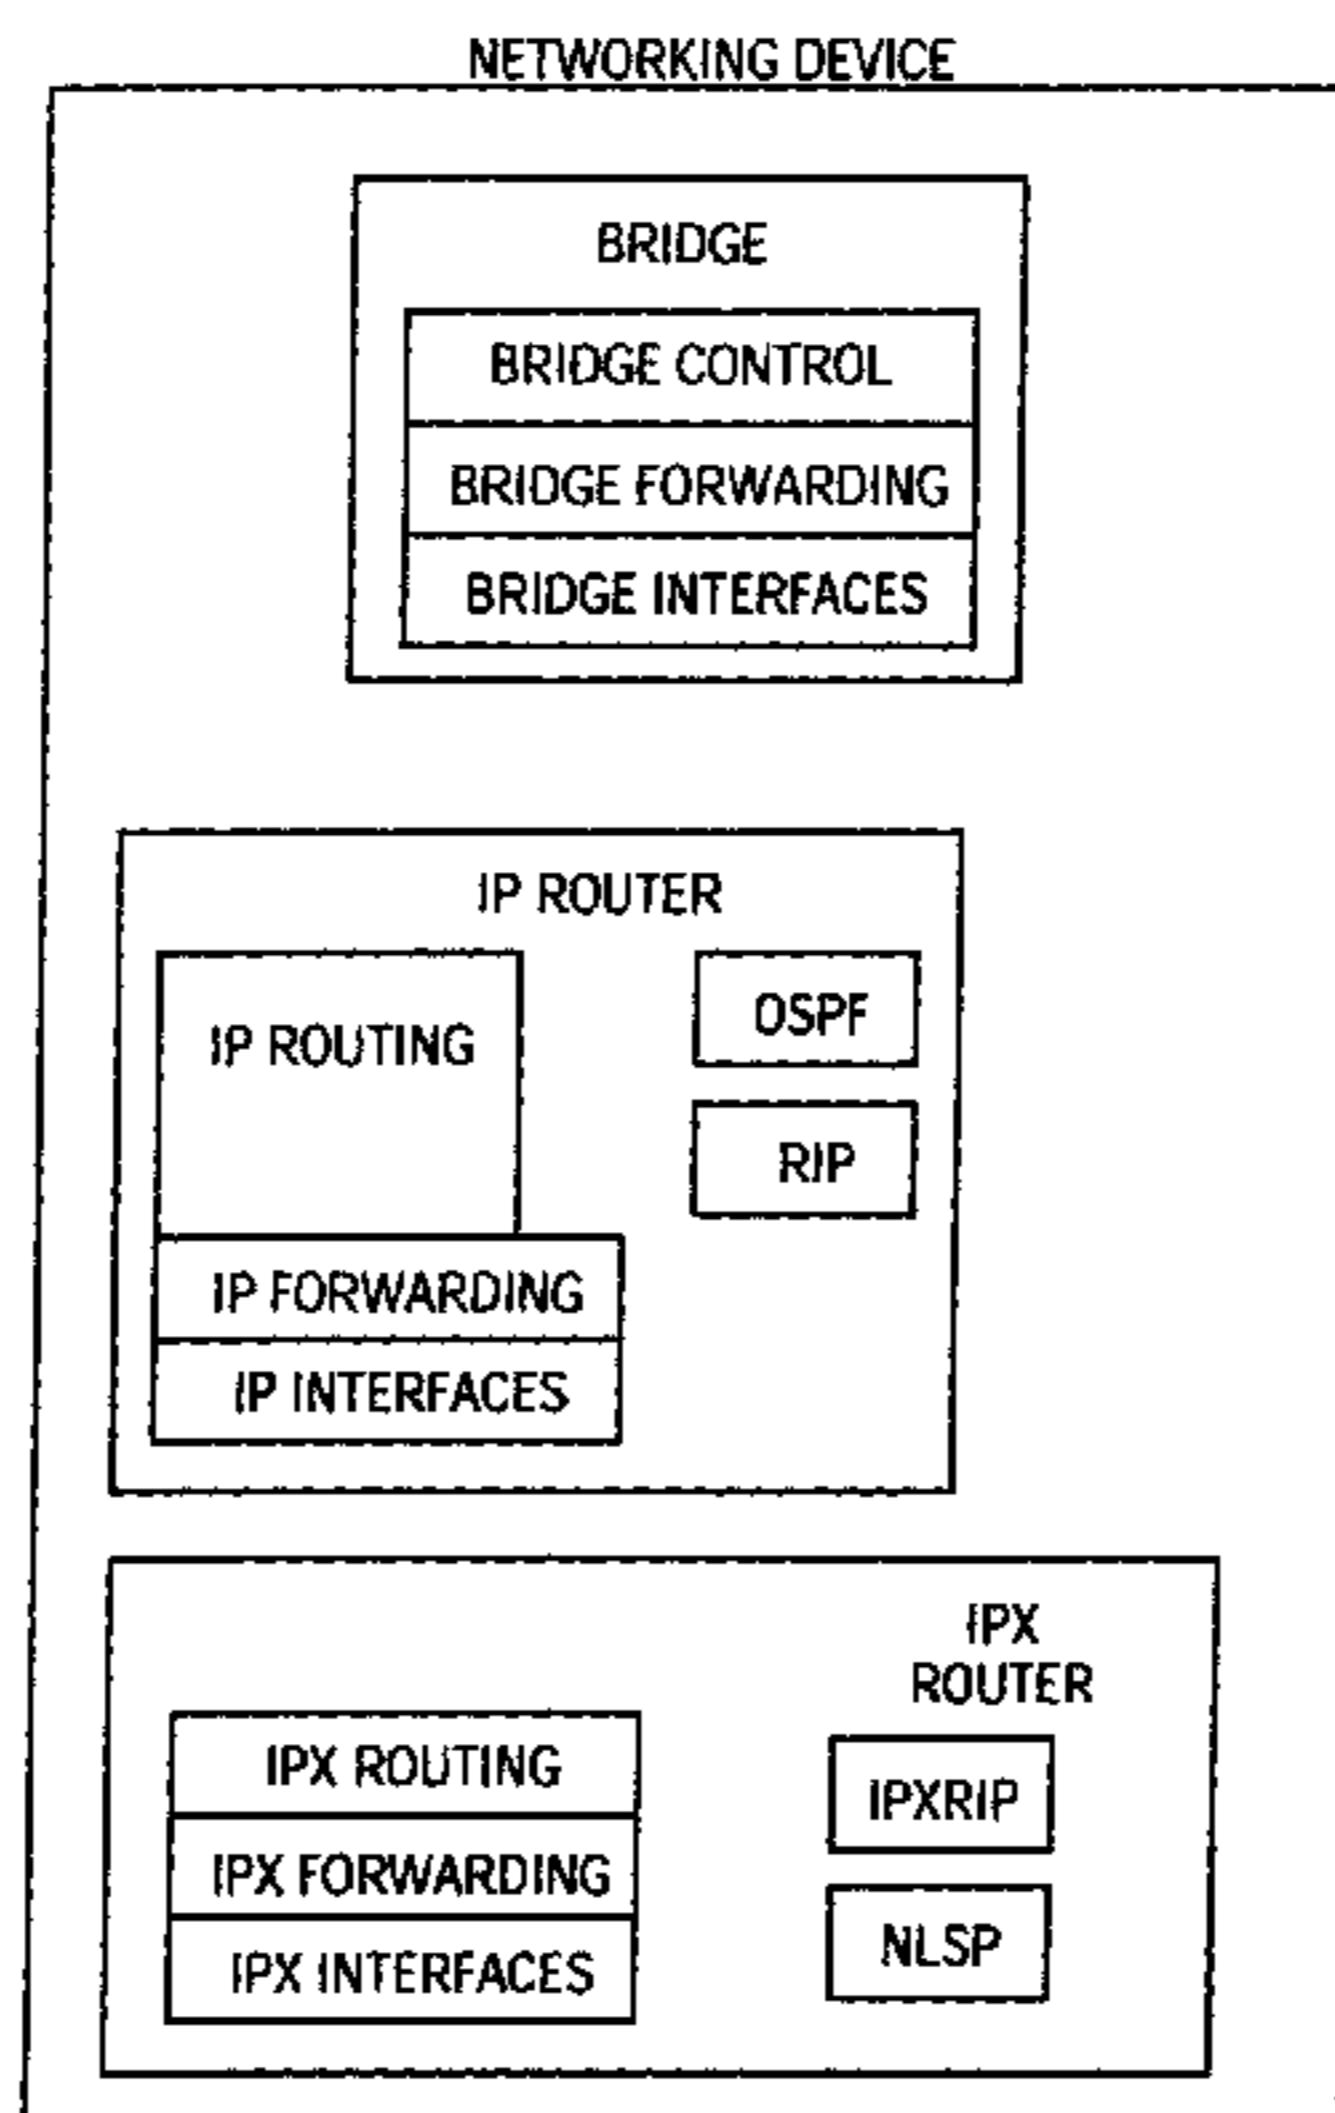 NETWORKING DEVICE
BRIDGE
BRIDGE CONTROL
BRIDGE FORWARDING
BRIDGE INTERFACES
IP ROUTER
IP ROUTING
OSPF
RIP
IP FORWARDING
IP INTERFACES
IPX
ROUTER
IPX ROUTING
IPXRIP
IPX FORWARDING
NLSP
IPX INTERFACES